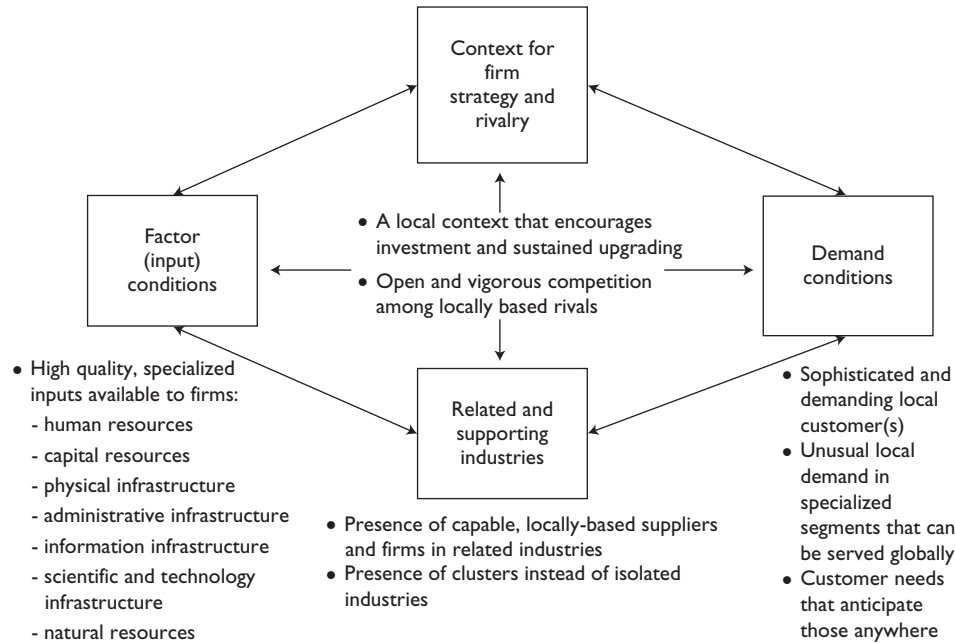 Context for
firm
strategy and
rivalry
Factor
(input)
conditions
• A local context that encourages
investment and sustained upgrading
• Open and vigorous competition
among locally based rivals
Demand
conditions
• High quality, specialized
inputs available to firms:
- human resources
- capital resources
- physical infrastructure
- administrative infrastructure
- information infrastructure
- scientific and technology
infrastructure
- natural resources
Related and
supporting
industries
• Presence of capable, locally-based suppliers
and firms in related industries
• Presence of clusters instead of isolated
industries
• Sophisticated and
demanding local
customer(s)
• Unusual local
demand in
specialized
segments that can
be served globally
• Customer needs
that anticipate
those anywhere